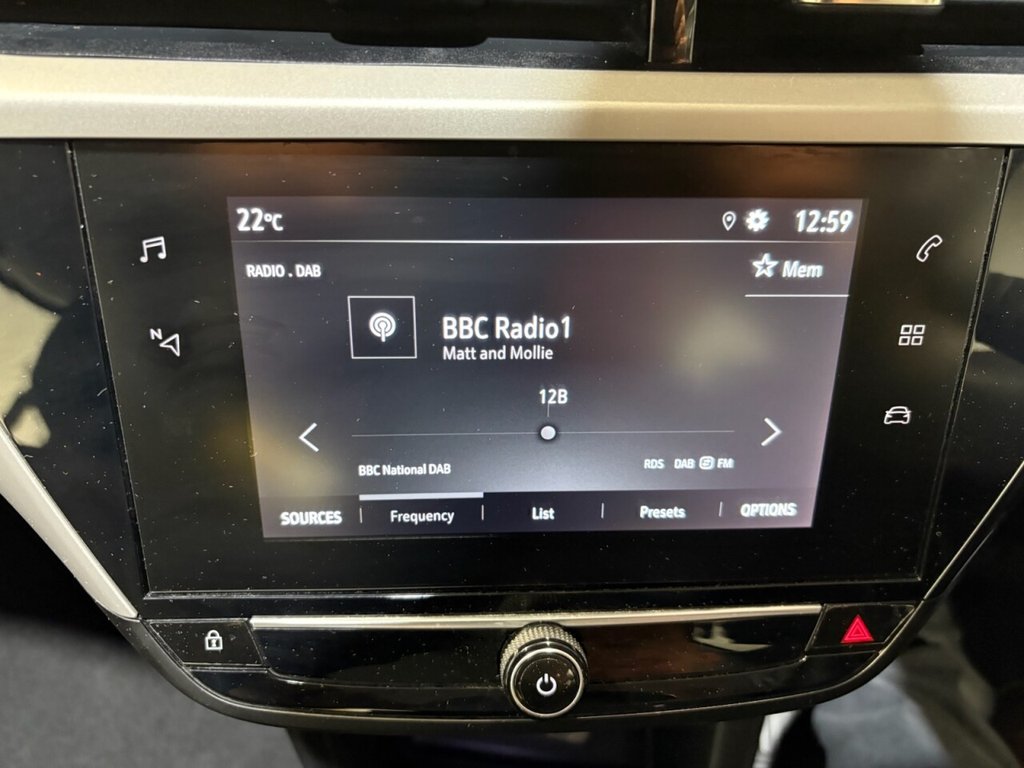 22°C 12:59
RADIO . DAB
Mem
N
BBC Radio1
Matt and Mollie
12B
BBC National DAB
RDS DAB FM
SOURCES Frequency List Presets OPTIONS